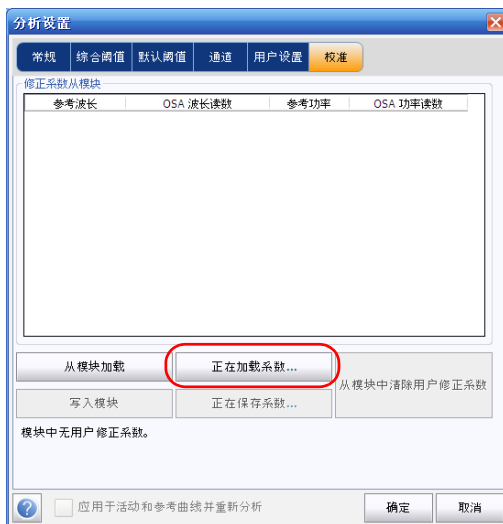 分析设置
常规 综合阈值 默认阈值 通道 用户设置 校准
修正系数从模块
参考波长 OSA 波长读数 参考功率 OSA 功率读数
从模块加载 正在加载系数...
从模块中清除用户修正系数
写入模块 正在保存系数...
模块中无用户修正系数。
? 应用于活动和参考曲线并重新分析 确定 取消